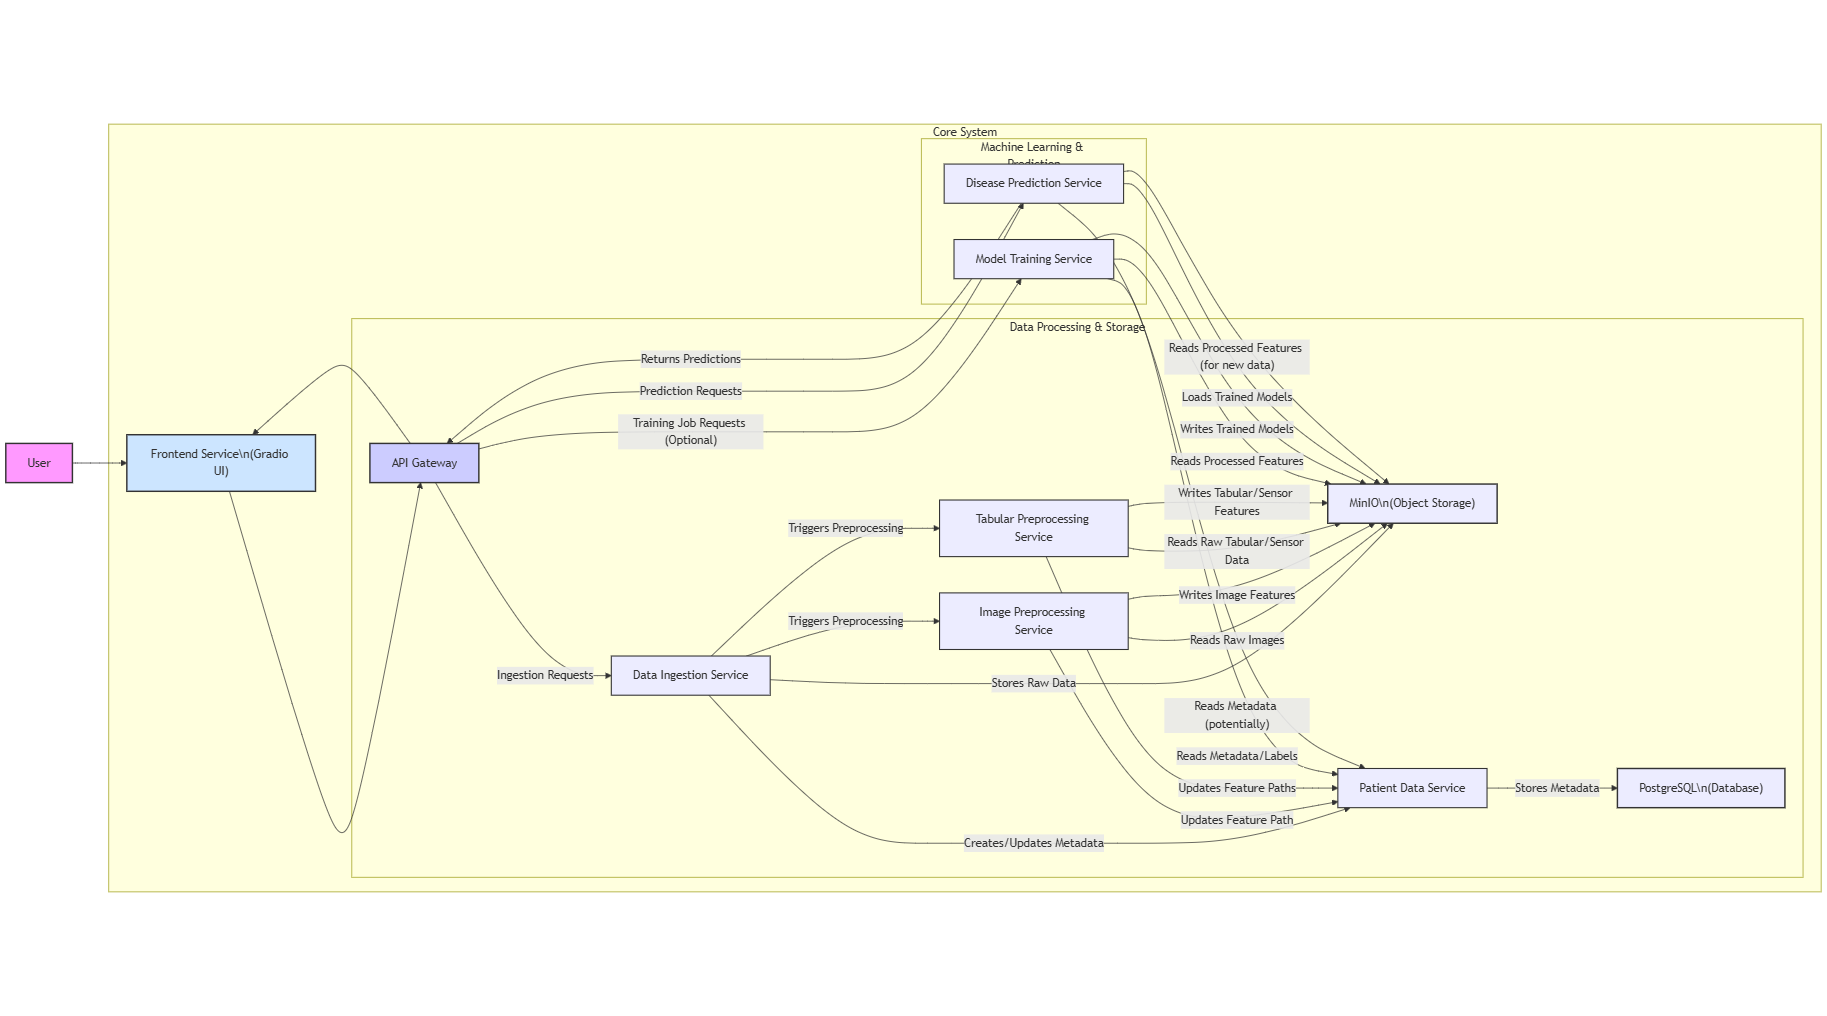 Core System
Machine Learning &
Prediction
Disease Prediction Service
Model Training Service
Data Processing & Storage
Returns Predictions
Prediction Requests
Training Job Requests
(Optional)
Reads Processed Features
(for new data)
Loads Trained Models
Writes Trained Models
Reads Processed Features
User
Frontend Service\n(Gradio
UI)
API Gateway
Writes Tabular/Sensor
Features
MinIO\n(Object Storage)
Triggers Preprocessing
Tabular Preprocessing
Service
Reads Raw Tabular/Sensor
Data
Writes Image Features
Triggers Preprocessing
Image Preprocessing
Service
Reads Raw Images
Ingestion Requests
Data Ingestion Service
Stores Raw Data
Reads Metadata
(potentially)
Reads Metadata/Labels
Updates Feature Paths
Patient Data Service
Stores Metadata
PostgreSQL\n(Database)
Updates Feature Path
Creates/Updates Metadata